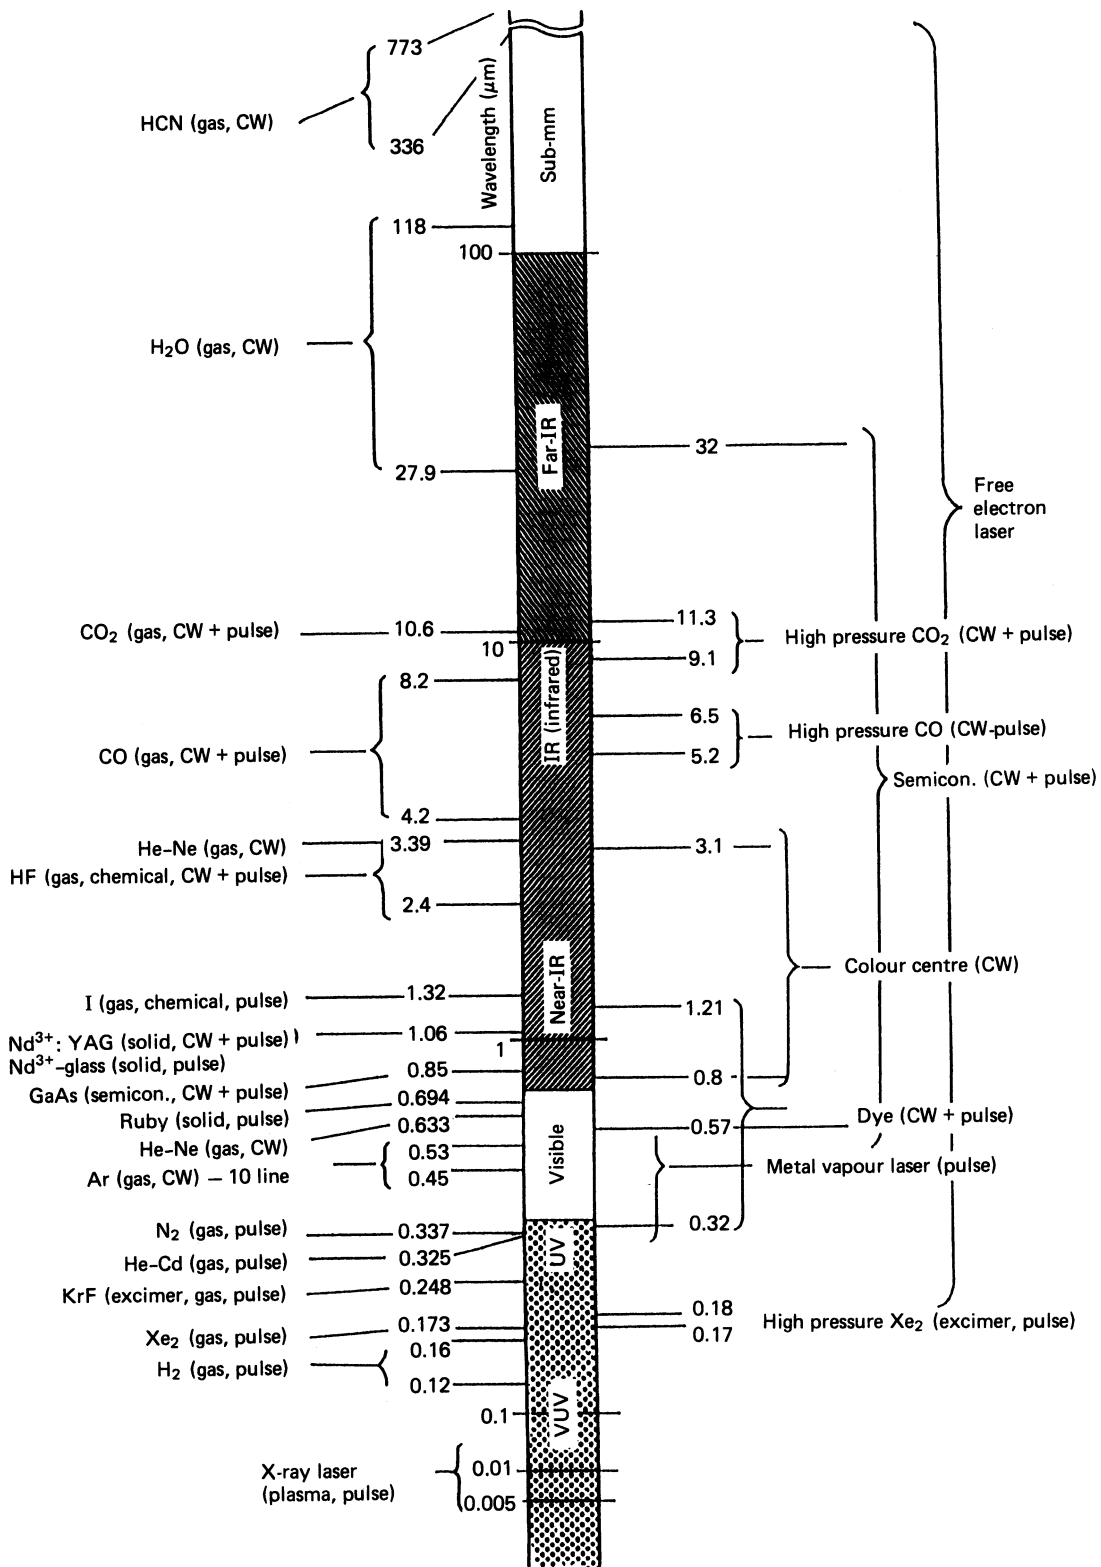 773
HCN (gas, CW)
336
Wavelength (μm)
Sub-mm
118
100
H₂O (gas, CW)
Far-IR
32
27.9
Free
electron
laser
CO₂ (gas, CW + pulse)
10.6
10
11.3
High pressure CO₂ (CW + pulse)
9.1
8.2
IR (infrared)
6.5
High pressure CO (CW-pulse)
5.2
CO (gas, CW + pulse)
Semicon. (CW + pulse)
4.2
He–Ne (gas, CW)
3.39
3.1
HF (gas, chemical, CW + pulse)
2.4
Near-IR
Colour centre (CW)
I (gas, chemical, pulse)
1.32
1.21
Nd³⁺: YAG (solid, CW + pulse)
1.06
1
Nd³⁺–glass (solid, pulse)
0.85
0.8
GaAs (semicon., CW + pulse)
0.694
Ruby (solid, pulse)
0.633
0.57
Dye (CW + pulse)
He–Ne (gas, CW)
0.53
Visible
Metal vapour laser (pulse)
Ar (gas, CW) – 10 line
0.45
N₂ (gas, pulse)
0.337
0.32
UV
He–Cd (gas, pulse)
0.325
KrF (excimer, gas, pulse)
0.248
0.18
High pressure Xe₂ (excimer, pulse)
0.17
Xe₂ (gas, pulse)
0.173
0.16
H₂ (gas, pulse)
0.12
0.1
VUV
X-ray laser
(plasma, pulse)
0.01
0.005